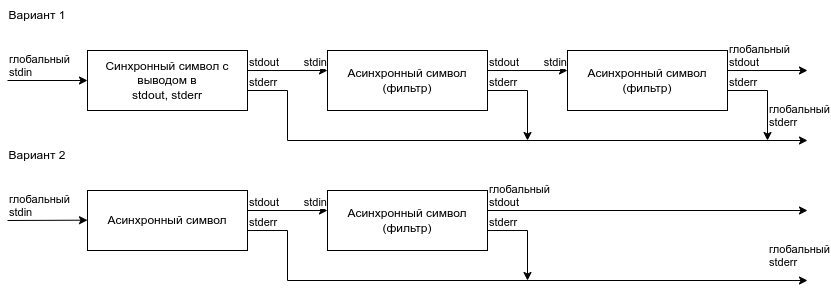 Вариант 1
глобальный
stdin
Синхронный символ с
выводом в
stdout, stderr
stdout
stderr
stdin
Асинхронный символ
(фильтр)
stdout
stderr
stdin
Асинхронный символ
(фильтр)
глобальный
stdout
stderr
глобальный
stderr
Вариант 2
глобальный
stdin
Асинхронный символ
stdout
stderr
stdin
Асинхронный символ
(фильтр)
глобальный
stdout
stderr
глобальный
stderr